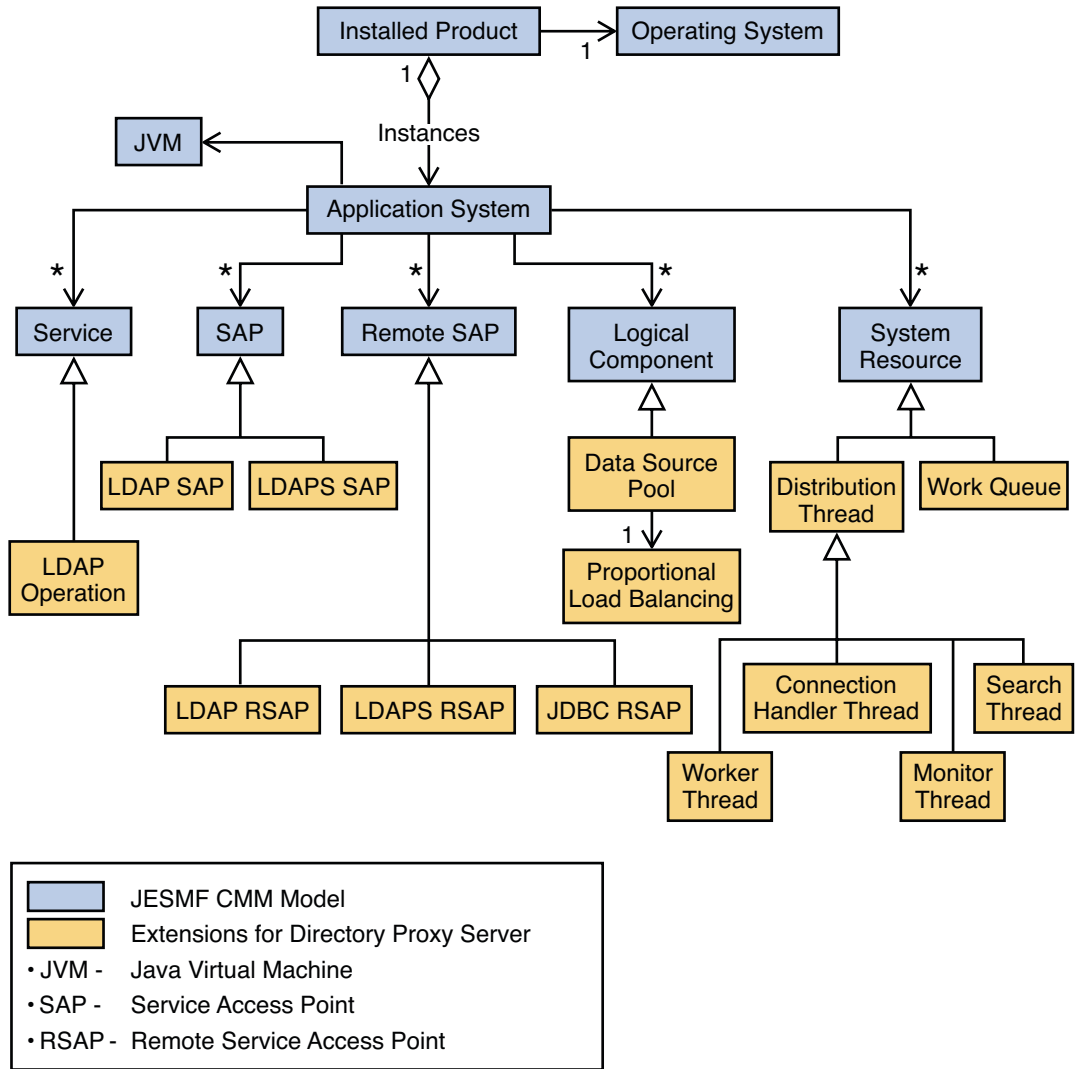 Installed Product
Operating System
1
1
Instances
JVM
Application System
*
*
*
*
*
Service
SAP
Remote SAP
Logical
Component
System
Resource
LDAP SAP
LDAPS SAP
Data Source
Pool
Distribution
Thread
Work Queue
LDAP
Operation
1
Proportional
Load Balancing
LDAP RSAP
LDAPS RSAP
JDBC RSAP
Connection
Handler Thread
Search
Thread
Worker
Thread
Monitor
Thread
JESMF CMM Model
Extensions for Directory Proxy Server
• JVM - Java Virtual Machine
• SAP - Service Access Point
• RSAP - Remote Service Access Point